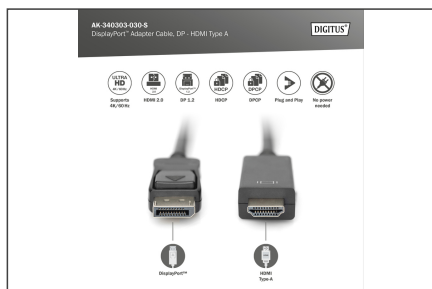 AK-340303-030-S
DisplayPort™ Adapter Cable, DP - HDMI Type A
DIGITUS®
ULTRA
HD
Supports
4K/60Hz
HDMI 2.0
DP 1.2
HDCP
HDCP
DPCP
DPCP
Plug and Play
No power
needed
DisplayPort™
HDMI
Type-A